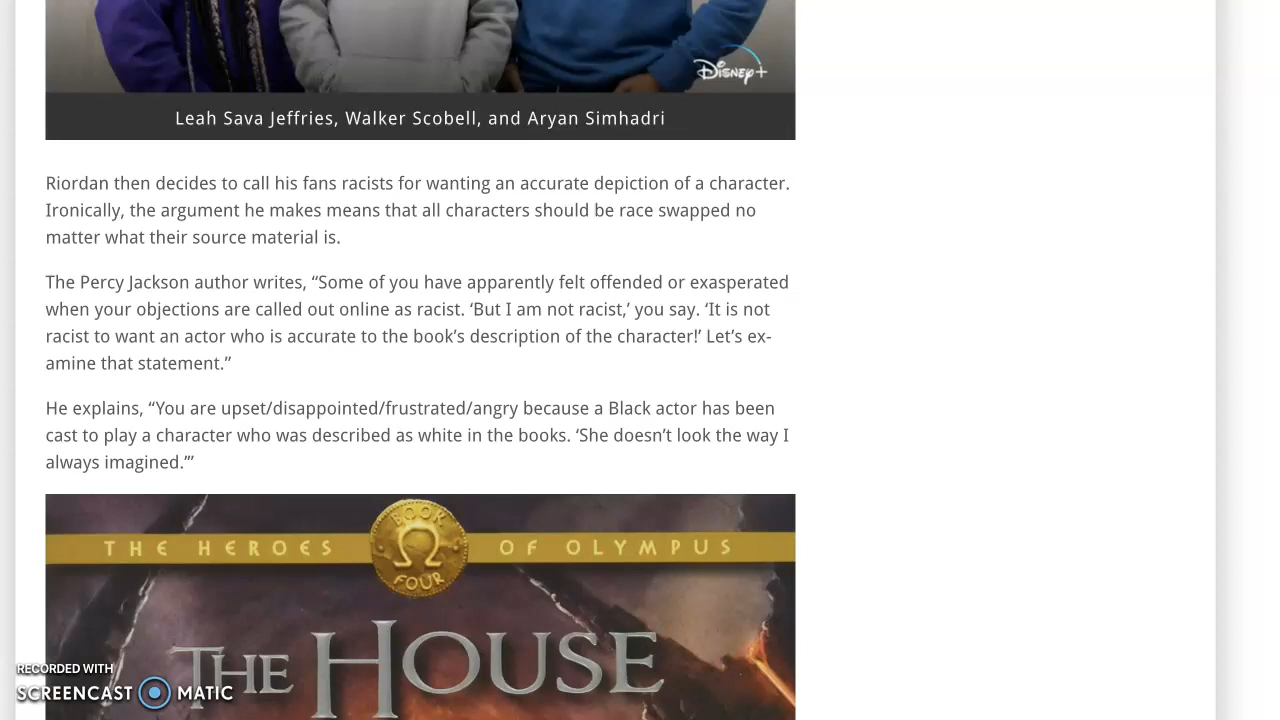 Disney+
Leah Sava Jeffries, Walker Scobell, and Aryan Simhadri
Riordan then decides to call his fans racists for wanting an accurate depiction of a character.
Ironically, the argument he makes means that all characters should be race swapped no
matter what their source material is.
The Percy Jackson author writes, “Some of you have apparently felt offended or exasperated
when your objections are called out online as racist. ‘But I am not racist,’ you say. ‘It is not
racist to want an actor who is accurate to the book’s description of the character!’ Let’s ex-
amine that statement.”
He explains, “You are upset/disappointed/frustrated/angry because a Black actor has been
cast to play a character who was described as white in the books. ‘She doesn’t look the way I
always imagined.’”
THE HEROES OF OLYMPUS
BOOK
FOUR
THE HOUSE
RECORDED WITH
SCREENCAST MATIC